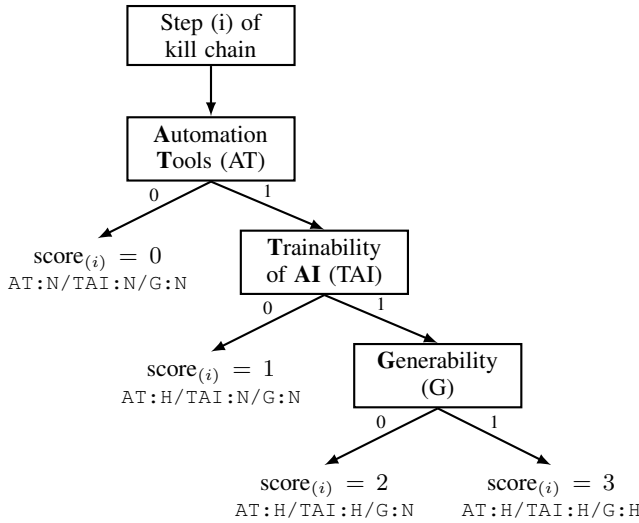 Step (i) of
kill chain
Automation
Tools (AT)
0
1
score(i) = 0
AT:N/TAI:N/G:N
Trainability
of AI (TAI)
0
1
score(i) = 1
AT:H/TAI:N/G:N
Generability
(G)
0
1
score(i) = 2
AT:H/TAI:H/G:N
score(i) = 3
AT:H/TAI:H/G:H